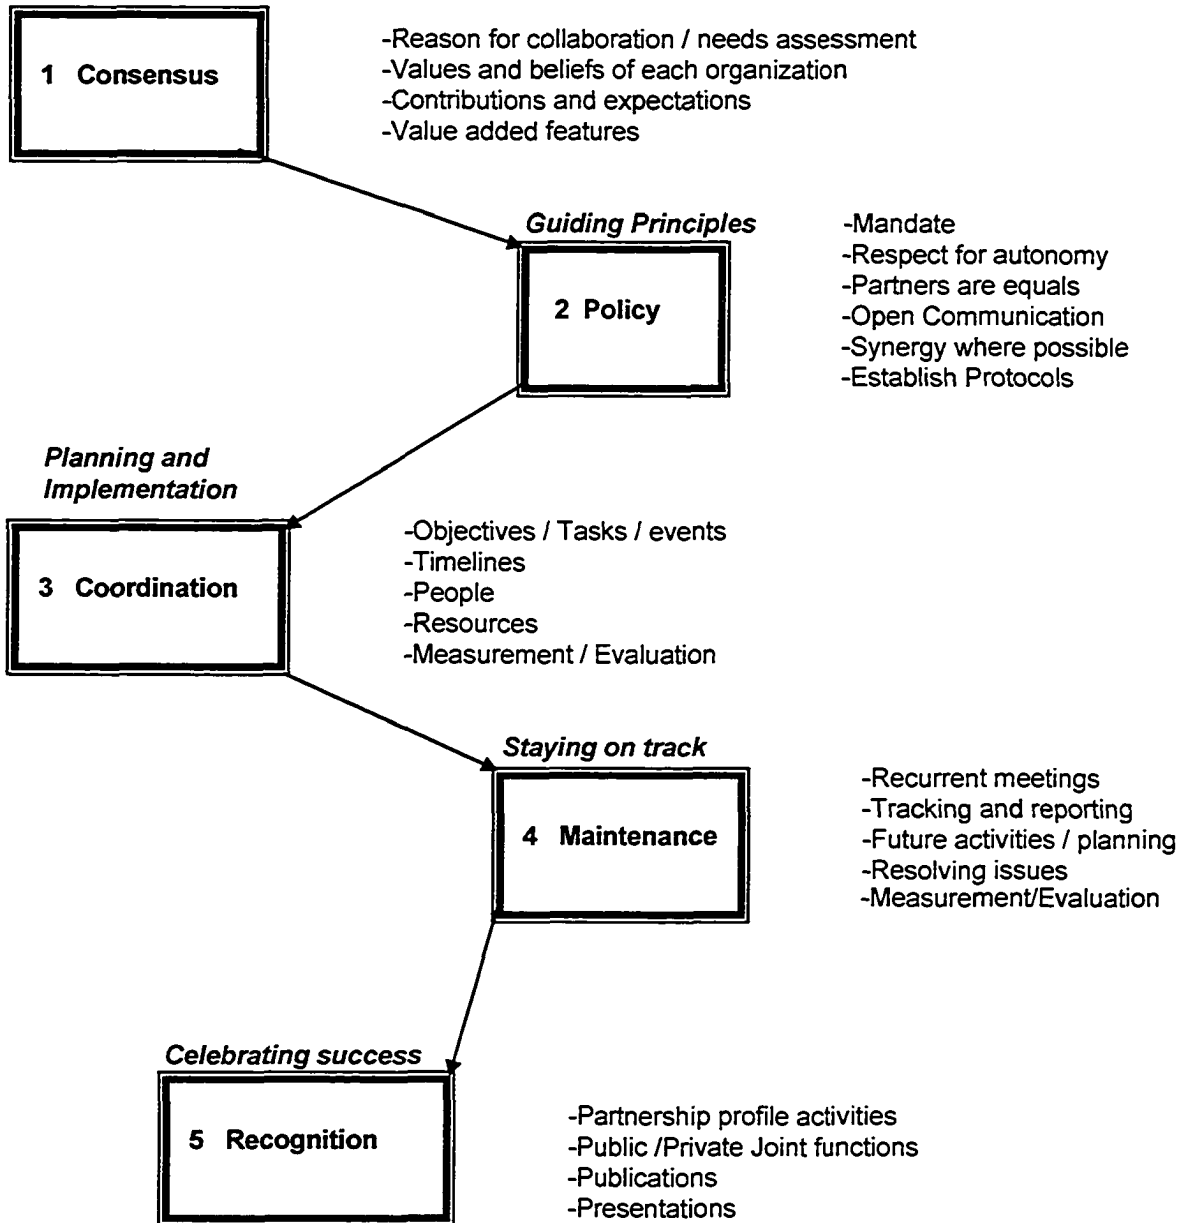 1 Consensus
-Reason for collaboration / needs assessment
-Values and beliefs of each organization
-Contributions and expectations
-Value added features
Guiding Principles
2 Policy
-Mandate
-Respect for autonomy
-Partners are equals
-Open Communication
-Synergy where possible
-Establish Protocols
Planning and
Implementation
3 Coordination
-Objectives / Tasks / events
-Timelines
-People
-Resources
-Measurement / Evaluation
Staying on track
4 Maintenance
-Recurrent meetings
-Tracking and reporting
-Future activities / planning
-Resolving issues
-Measurement/Evaluation
Celebrating success
5 Recognition
-Partnership profile activities
-Public /Private Joint functions
-Publications
-Presentations